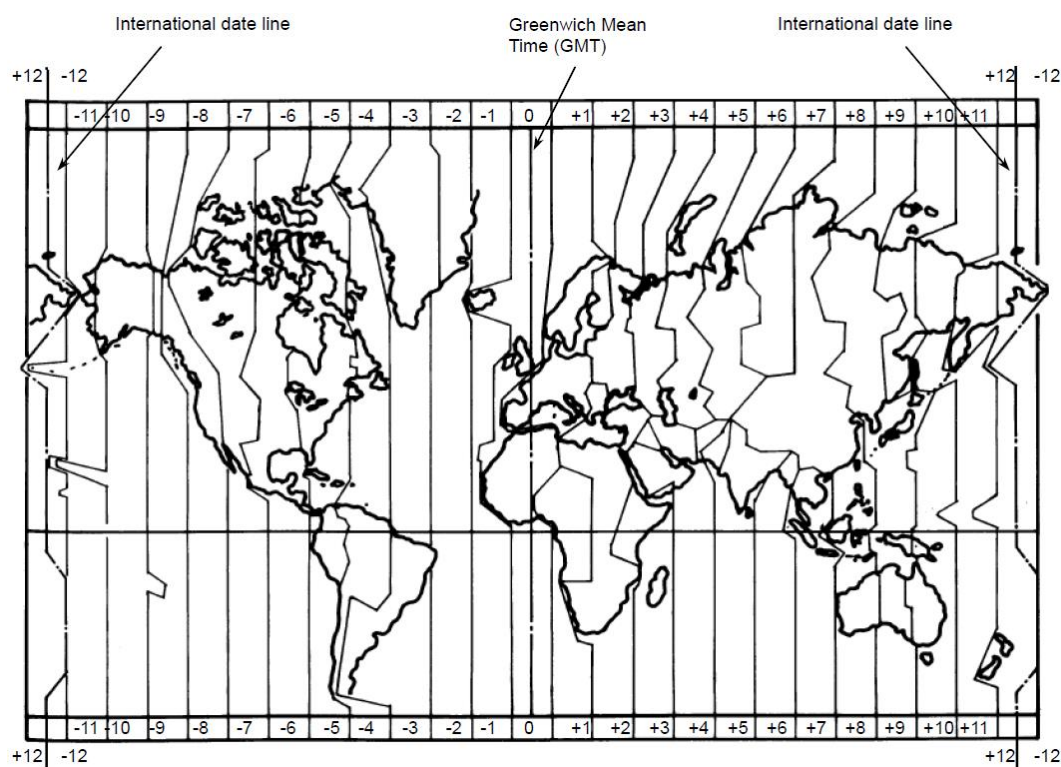 International date line
Greenwich Mean
Time (GMT)
International date line
+12 -12
+12 -12
-11 -10 -9 -8 -7 -6 -5 -4 -3 -2 -1 0 +1 +2 +3 +4 +5 +6 +7 +8 +9 +10 +11
-11 -10 -9 -8 -7 -6 -5 -4 -3 -2 -1 0 +1 +2 +3 +4 +5 +6 +7 +8 +9 +10 +11
+12 -12
+12 -12